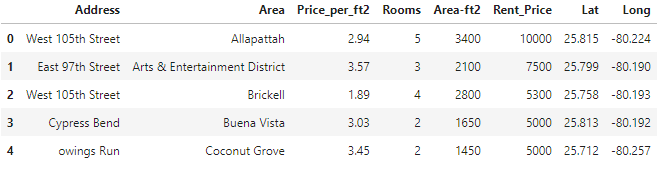 Address Area Price_per_ft2 Rooms Area-ft2 Rent_Price Lat Long
0 West 105th Street Allapattah 2.94 5 3400 10000 25.815 -80.224
1 East 97th Street Arts & Entertainment District 3.57 3 2100 7500 25.799 -80.190
2 West 105th Street Brickell 1.89 4 2800 5300 25.758 -80.193
3 Cypress Bend Buena Vista 3.03 2 1650 5000 25.813 -80.192
4 owings Run Coconut Grove 3.45 2 1450 5000 25.712 -80.257